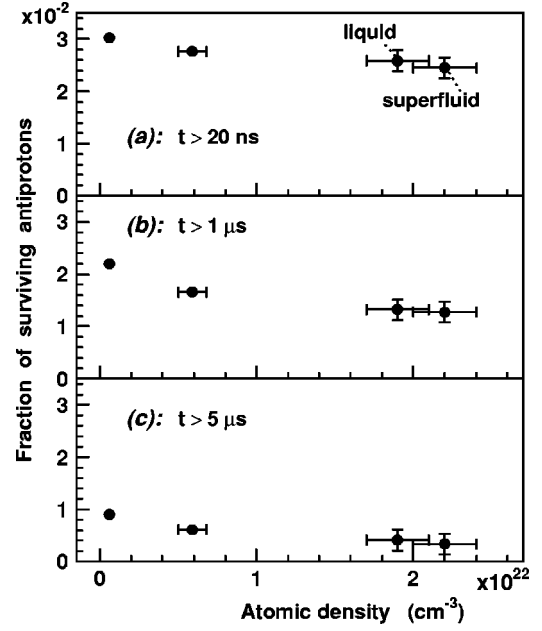 x10⁻²
3
2
1
0
liquid
superfluid
(a): t > 20 ns
3
2
1
0
(b): t > 1 µs
3
2
1
0
(c): t > 5 µs
0 1 2 x10²²
Atomic density (cm⁻³)
Fraction of surviving antiprotons